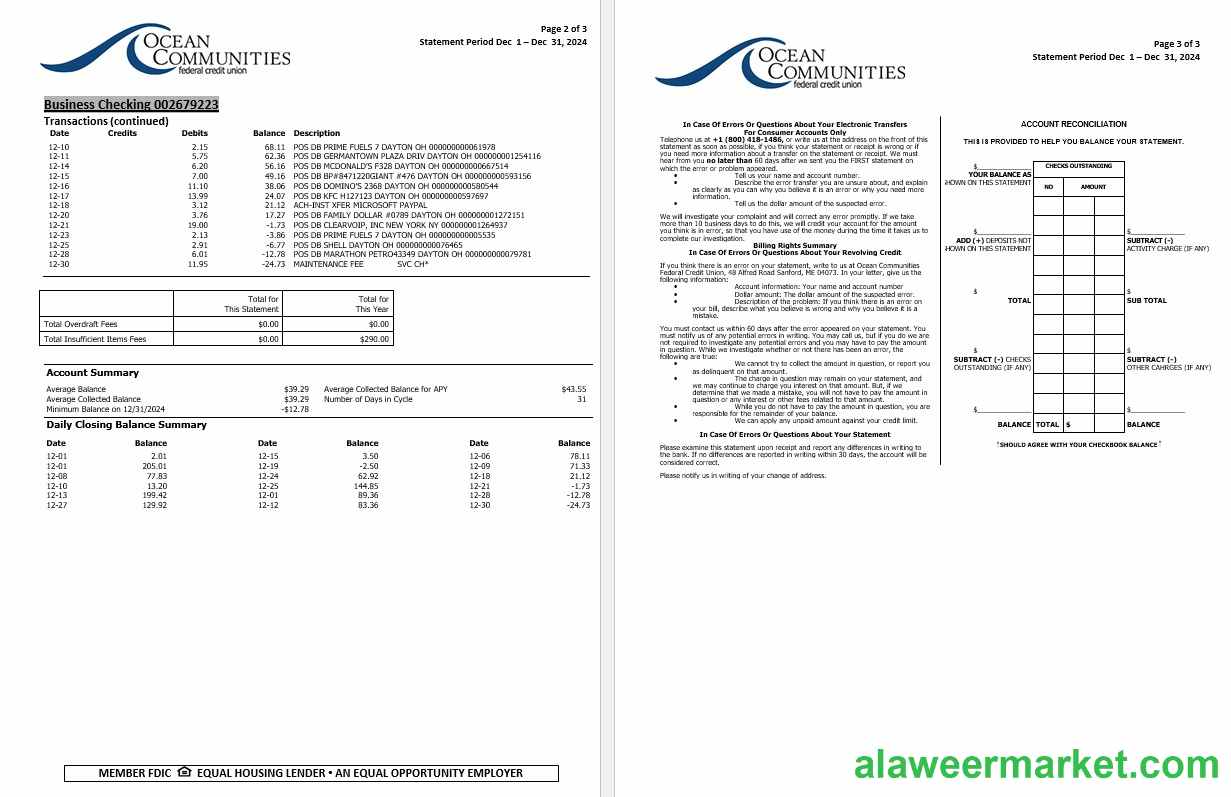 OCEAN
COMMUNITIES
federal credit union
Page 2 of 3
Statement Period Dec 1 – Dec 31, 2024
Business Checking 002679223
Transactions (continued)
Date Credits Debits Balance Description
12-10 2.15 68.11 POS DB PRIME FUELS 7 DAYTON OH 000000000061978
12-11 5.75 62.36 POS DB GERMANTOWN PLAZA DRIV DAYTON OH 000000001254116
12-14 6.20 56.16 POS DB MCDONALD'S F328 DAYTON OH 000000000667514
12-15 7.00 49.16 POS DB BP#8471220GIANT #476 DAYTON OH 000000000593156
12-16 11.10 38.06 POS DB DOMINO'S 2368 DAYTON OH 000000000580544
12-17 13.99 24.07 POS DB KFC H127123 DAYTON OH 000000000597697
12-18 3.12 21.12 ACH-INST XFER MICROSOFT PAYPAL
12-20 3.76 17.27 POS DB FAMILY DOLLAR #0789 DAYTON OH 000000001272151
12-21 19.00 -1.73 POS DB CLEARVOIP, INC NEW YORK NY 000000001264937
12-23 2.13 -3.86 POS DB PRIME FUELS 7 DAYTON OH 00000000005535
12-25 2.91 -6.77 POS DB SHELL DAYTON OH 00000000076465
12-28 6.01 -12.78 POS DB MARATHON PETRO43349 DAYTON OH 00000000079781
12-30 11.95 -24.73 MAINTENANCE FEE SVC CH*
Total for This Statement Total for This Year
Total Overdraft Fees $0.00 $0.00
Total Insufficient Items Fees $0.00 $290.00
Account Summary
Average Balance $39.29 Average Collected Balance for APY $43.55
Average Collected Balance $39.29 Number of Days in Cycle 31
Minimum Balance on 12/31/2024 -$12.78
Daily Closing Balance Summary
Date Balance Date Balance Date Balance
12-01 2.01 12-15 3.50 12-06 78.11
12-01 205.01 12-19 -2.50 12-09 71.33
12-08 77.83 12-24 62.92 12-18 21.12
12-10 13.20 12-25 144.85 12-21 -1.73
12-13 199.42 12-01 89.36 12-28 -12.78
12-27 129.92 12-12 83.36 12-30 -24.73
MEMBER FDIC EQUAL HOUSING LENDER • AN EQUAL OPPORTUNITY EMPLOYER
OCEAN
COMMUNITIES
federal credit union
Page 3 of 3
Statement Period Dec 1 – Dec 31, 2024
In Case Of Errors Or Questions About Your Electronic Transfers
For Consumer Accounts Only
Telephone us at +1 (800) 418-1486, or write us at the address on the front of this
statement as soon as possible, if you think your statement or receipt is wrong or if
you need more information about a transfer on the statement or receipt. We must
hear from you no later than 60 days after we sent you the FIRST statement on
which the error or problem appeared.
• Tell us your name and account number.
• Describe the error transfer you are unsure about, and explain
as clearly as you can why you believe it is an error or why you need more
information.
• Tell us the dollar amount of the suspected error.
We will investigate your complaint and will correct any error promptly. If we take
more than 10 business days to do this, we will credit your account for the amount
you think is in error, so that you have use of the money during the time it takes us to
complete our investigation.
Billing Rights Summary
In Case Of Errors Or Questions About Your Revolving Credit
If you think there is an error on your statement, write to us at Ocean Communities
Federal Credit Union, 48 Alfred Road Sanford, ME 04073. In your letter, give us the
following information:
• Account information: Your name and account number
• Dollar amount: The dollar amount of the suspected error.
• Description of the problem: If you think there is an error on
your bill, describe what you believe is wrong and why you believe it is a
mistake.
You must contact us within 60 days after the error appeared on your statement. You
must notify us of any potential errors in writing. You may call us, but if you do we are
not required to investigate any potential errors and you may have to pay the amount
in question. While we investigate whether or not there has been an error, the
following are true:
• We cannot try to collect the amount in question, or report you
as delinquent on that amount.
• The charge in question may remain on your statement, and
we may continue to charge you interest on that amount. But, if we
determine that we made a mistake, you will not have to pay the amount in
question or any interest or other fees related to that amount.
• While you do not have to pay the amount in question, you are
responsible for the remainder of your balance.
• We can apply any unpaid amount against your credit limit.
In Case Of Errors Or Questions About Your Statement
Please examine this statement upon receipt and report any differences in writing to
the bank. If no differences are reported in writing within 30 days, the account will be
considered correct.
Please notify us in writing of your change of address.
ACCOUNT RECONCILIATION
THIS IS PROVIDED TO HELP YOU BALANCE YOUR STATEMENT.
$
YOUR BALANCE AS
HOWN ON THIS STATEMENT
$
ADD (+) DEPOSITS NOT
HOWN ON THIS STATEMENT
$
TOTAL
$
SUBTRACT (–) CHECKS
OUTSTANDING (IF ANY)
$
BALANCE
CHECKS OUTSTANDING
NO AMOUNT
TOTAL $
$
SUBTRACT (–)
ACTIVITY CHARGE (IF ANY)
$
SUB TOTAL
$
SUBTRACT (–)
OTHER CAHRGES (IF ANY)
$
BALANCE
*SHOULD AGREE WITH YOUR CHECKBOOK BALANCE*
alaweermarket.com